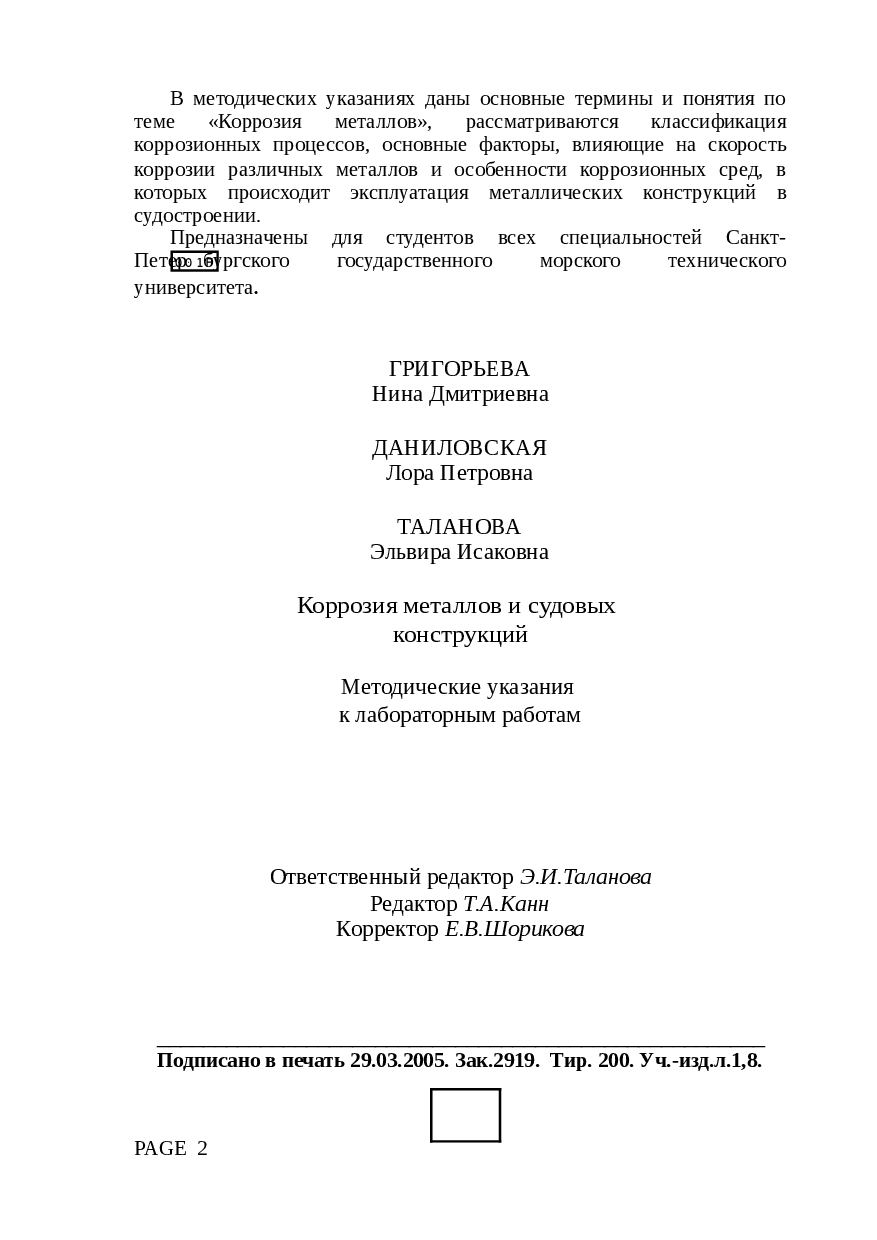 В методических указаниях даны основные термины и понятия по
теме «Коррозия металлов», рассматриваются классификация
коррозионных процессов, основные факторы, влияющие на скорость
коррозии различных металлов и особенности коррозионных сред, в
которых происходит эксплуатация металлических конструкций в
судостроении.
Предназначены для студентов всех специальностей Санкт-
Петербургского государственного морского технического
университета.
ГРИГОРЬЕВА
Нина Дмитриевна
ДАНИЛОВСКАЯ
Лора Петровна
ТАЛАНОВА
Эльвира Исаковна
Коррозия металлов и судовых
конструкций
Методические указания
к лабораторным работам
Ответственный редактор Э.И.Таланова
Редактор Т.А.Канн
Корректор Е.В.Шорикова
Подписано в печать 29.03.2005. Зак.2919. Тир. 200. Уч.-изд.л.1,8.
PAGE 2